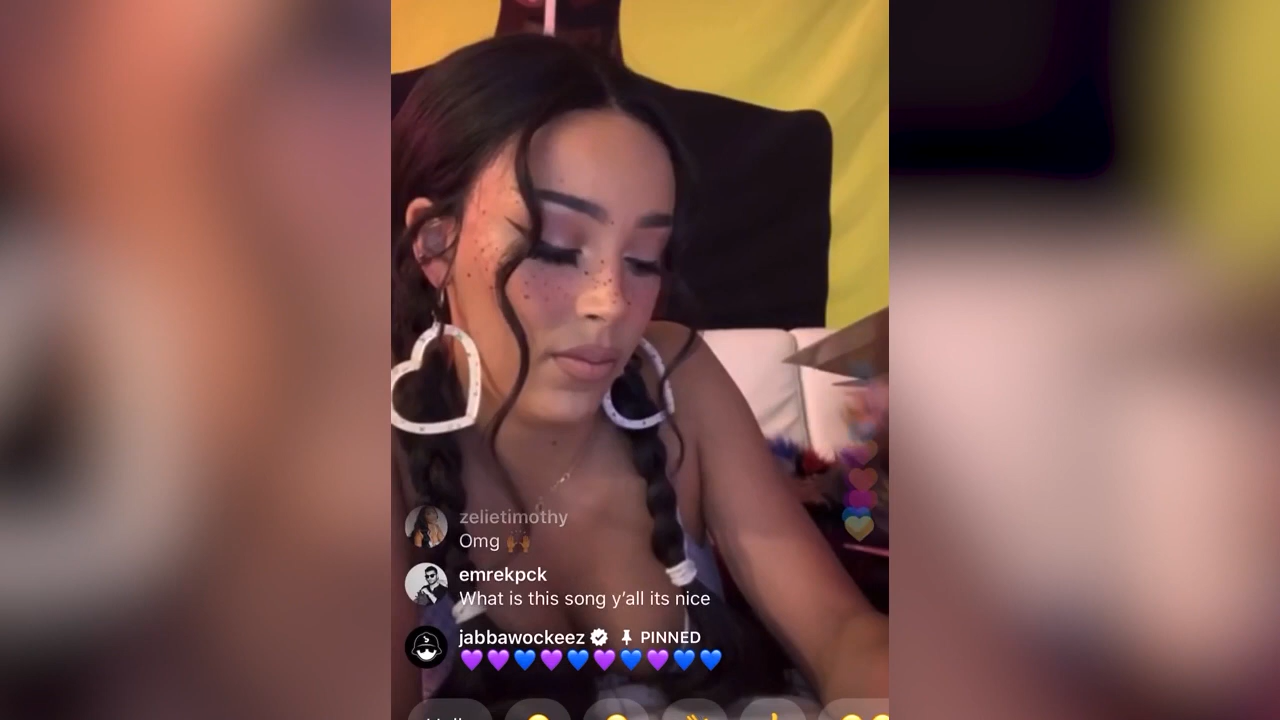 zelietimothy
Omg 🙌🏾
emrekpck
What is this song y'all its nice
jabbawockeez PINNED
💜💜💙💜💙💜💙💜💙💙